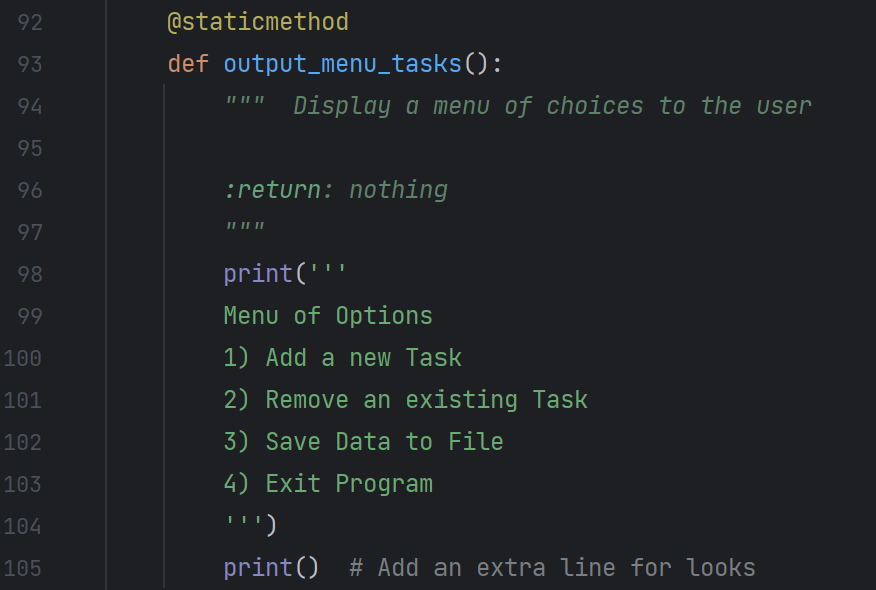 92 @staticmethod
93 def output_menu_tasks():
94 """  Display a menu of choices to the user
95
96 :return: nothing
97 """
98 print('''
99 Menu of Options
100 1) Add a new Task
101 2) Remove an existing Task
102 3) Save Data to File
103 4) Exit Program
104 ''')
105 print()  # Add an extra line for looks